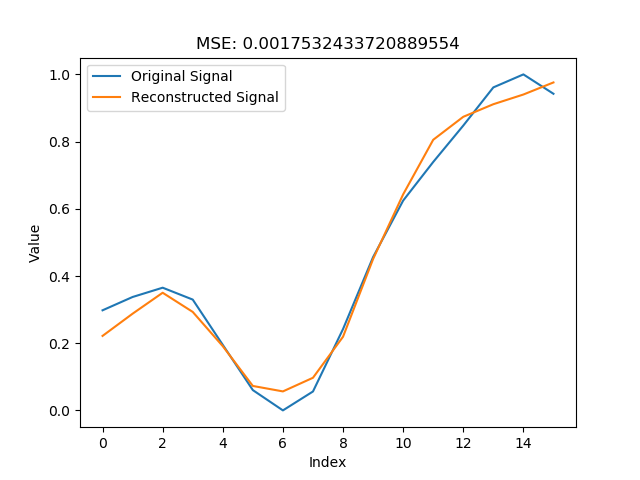 MSE: 0.0017532433720889554
Original Signal
Reconstructed Signal
1.0
0.8
0.6
0.4
0.2
0.0
Value
0 2 4 6 8 10 12 14
Index